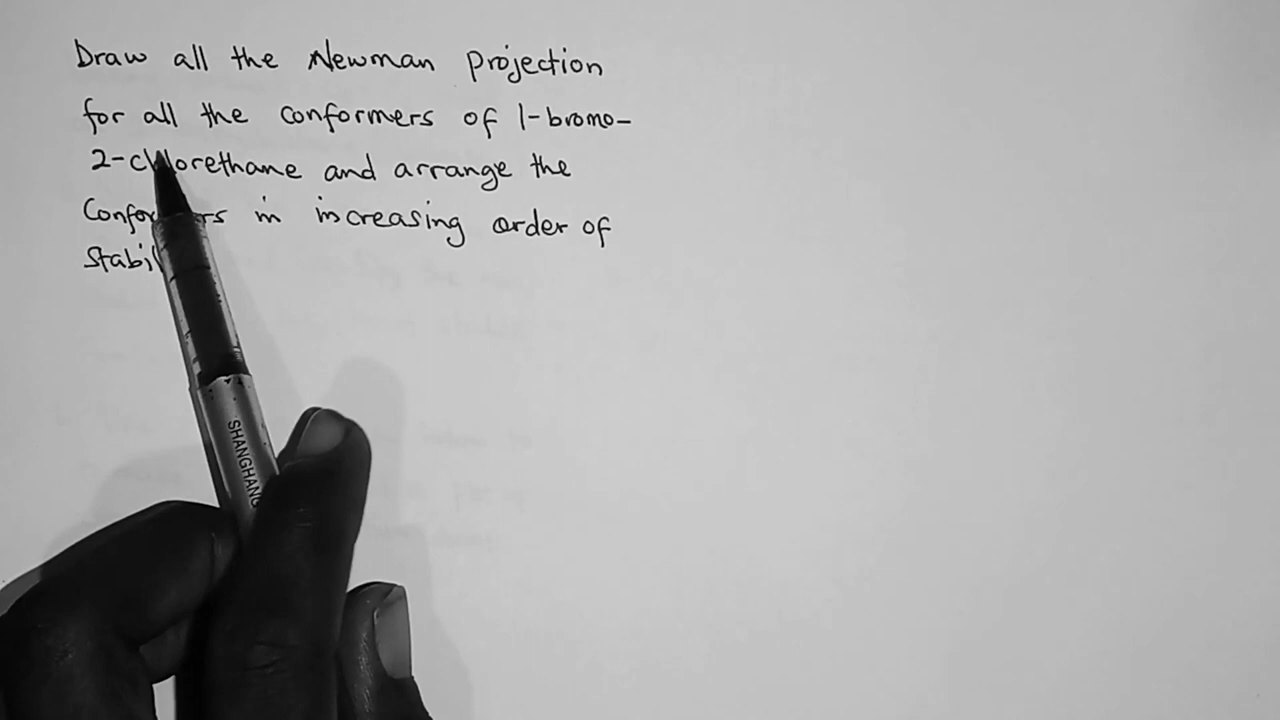 Draw all the Newman Projection
for all the conformers of 1-bromo-
2-chlorethane and arrange the
in increasing order of
SHANGHANG